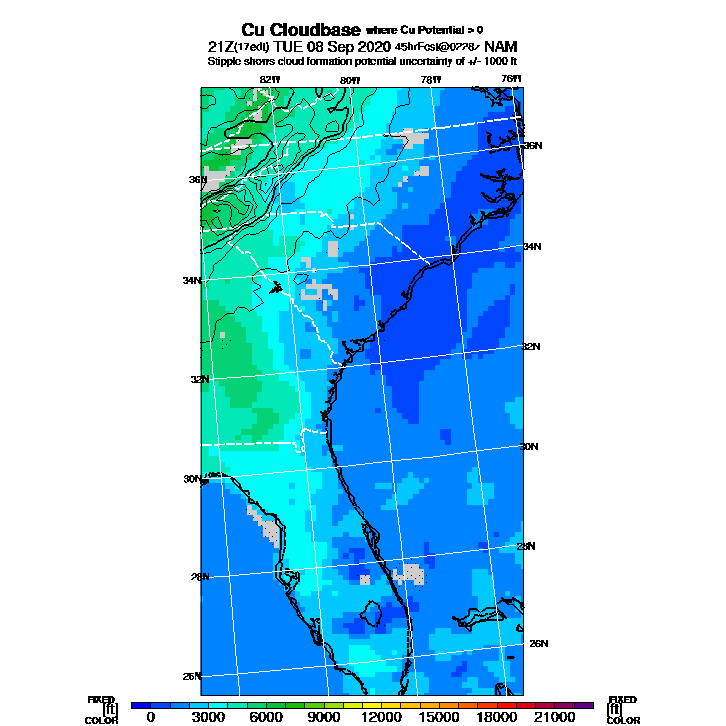 Cu Cloudbase where Cu Potential > 0
21Z(17edt) TUE 08 Sep 2020 45hrFcst@0228z NAM
Stipple shows cloud formation potential uncertainty of +/- 1000 ft
82W 80W 78W 76W
36N
36N
34N
34N
32N
32N
30N
30N
28N
28N
26N
26N
FIXED [ft] COLOR
0 3000 6000 9000 12000 15000 18000 21000
FIXED [ft] COLOR